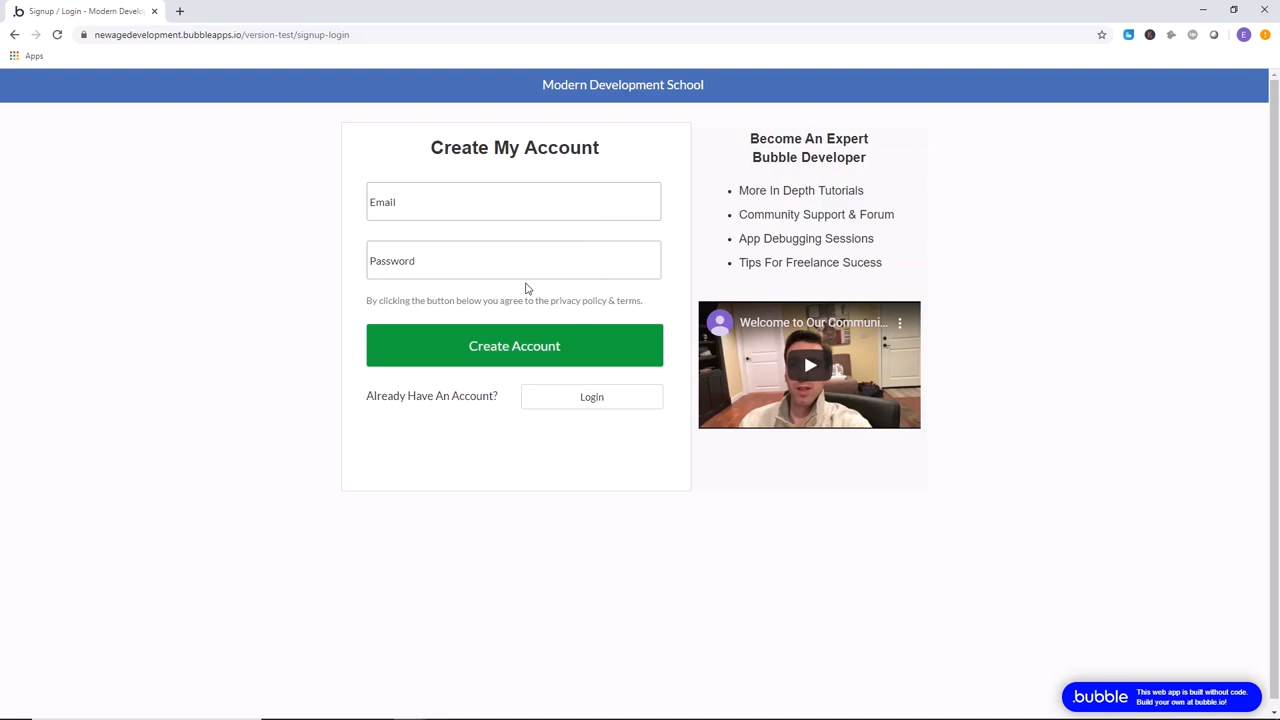 Signup / Login - Modern Develo
newagedevelopment.bubbleapps.io/version-test/signup-login
E
Apps
Modern Development School
Create My Account
Email
Password
By clicking the button below you agree to the privacy policy & terms.
Create Account
Already Have An Account?
Login
Become An Expert
Bubble Developer
More In Depth Tutorials
Community Support & Forum
App Debugging Sessions
Tips For Freelance Sucess
Welcome to Our Communi...
.bubble
This web app is built without code.
Build your own at bubble.io!